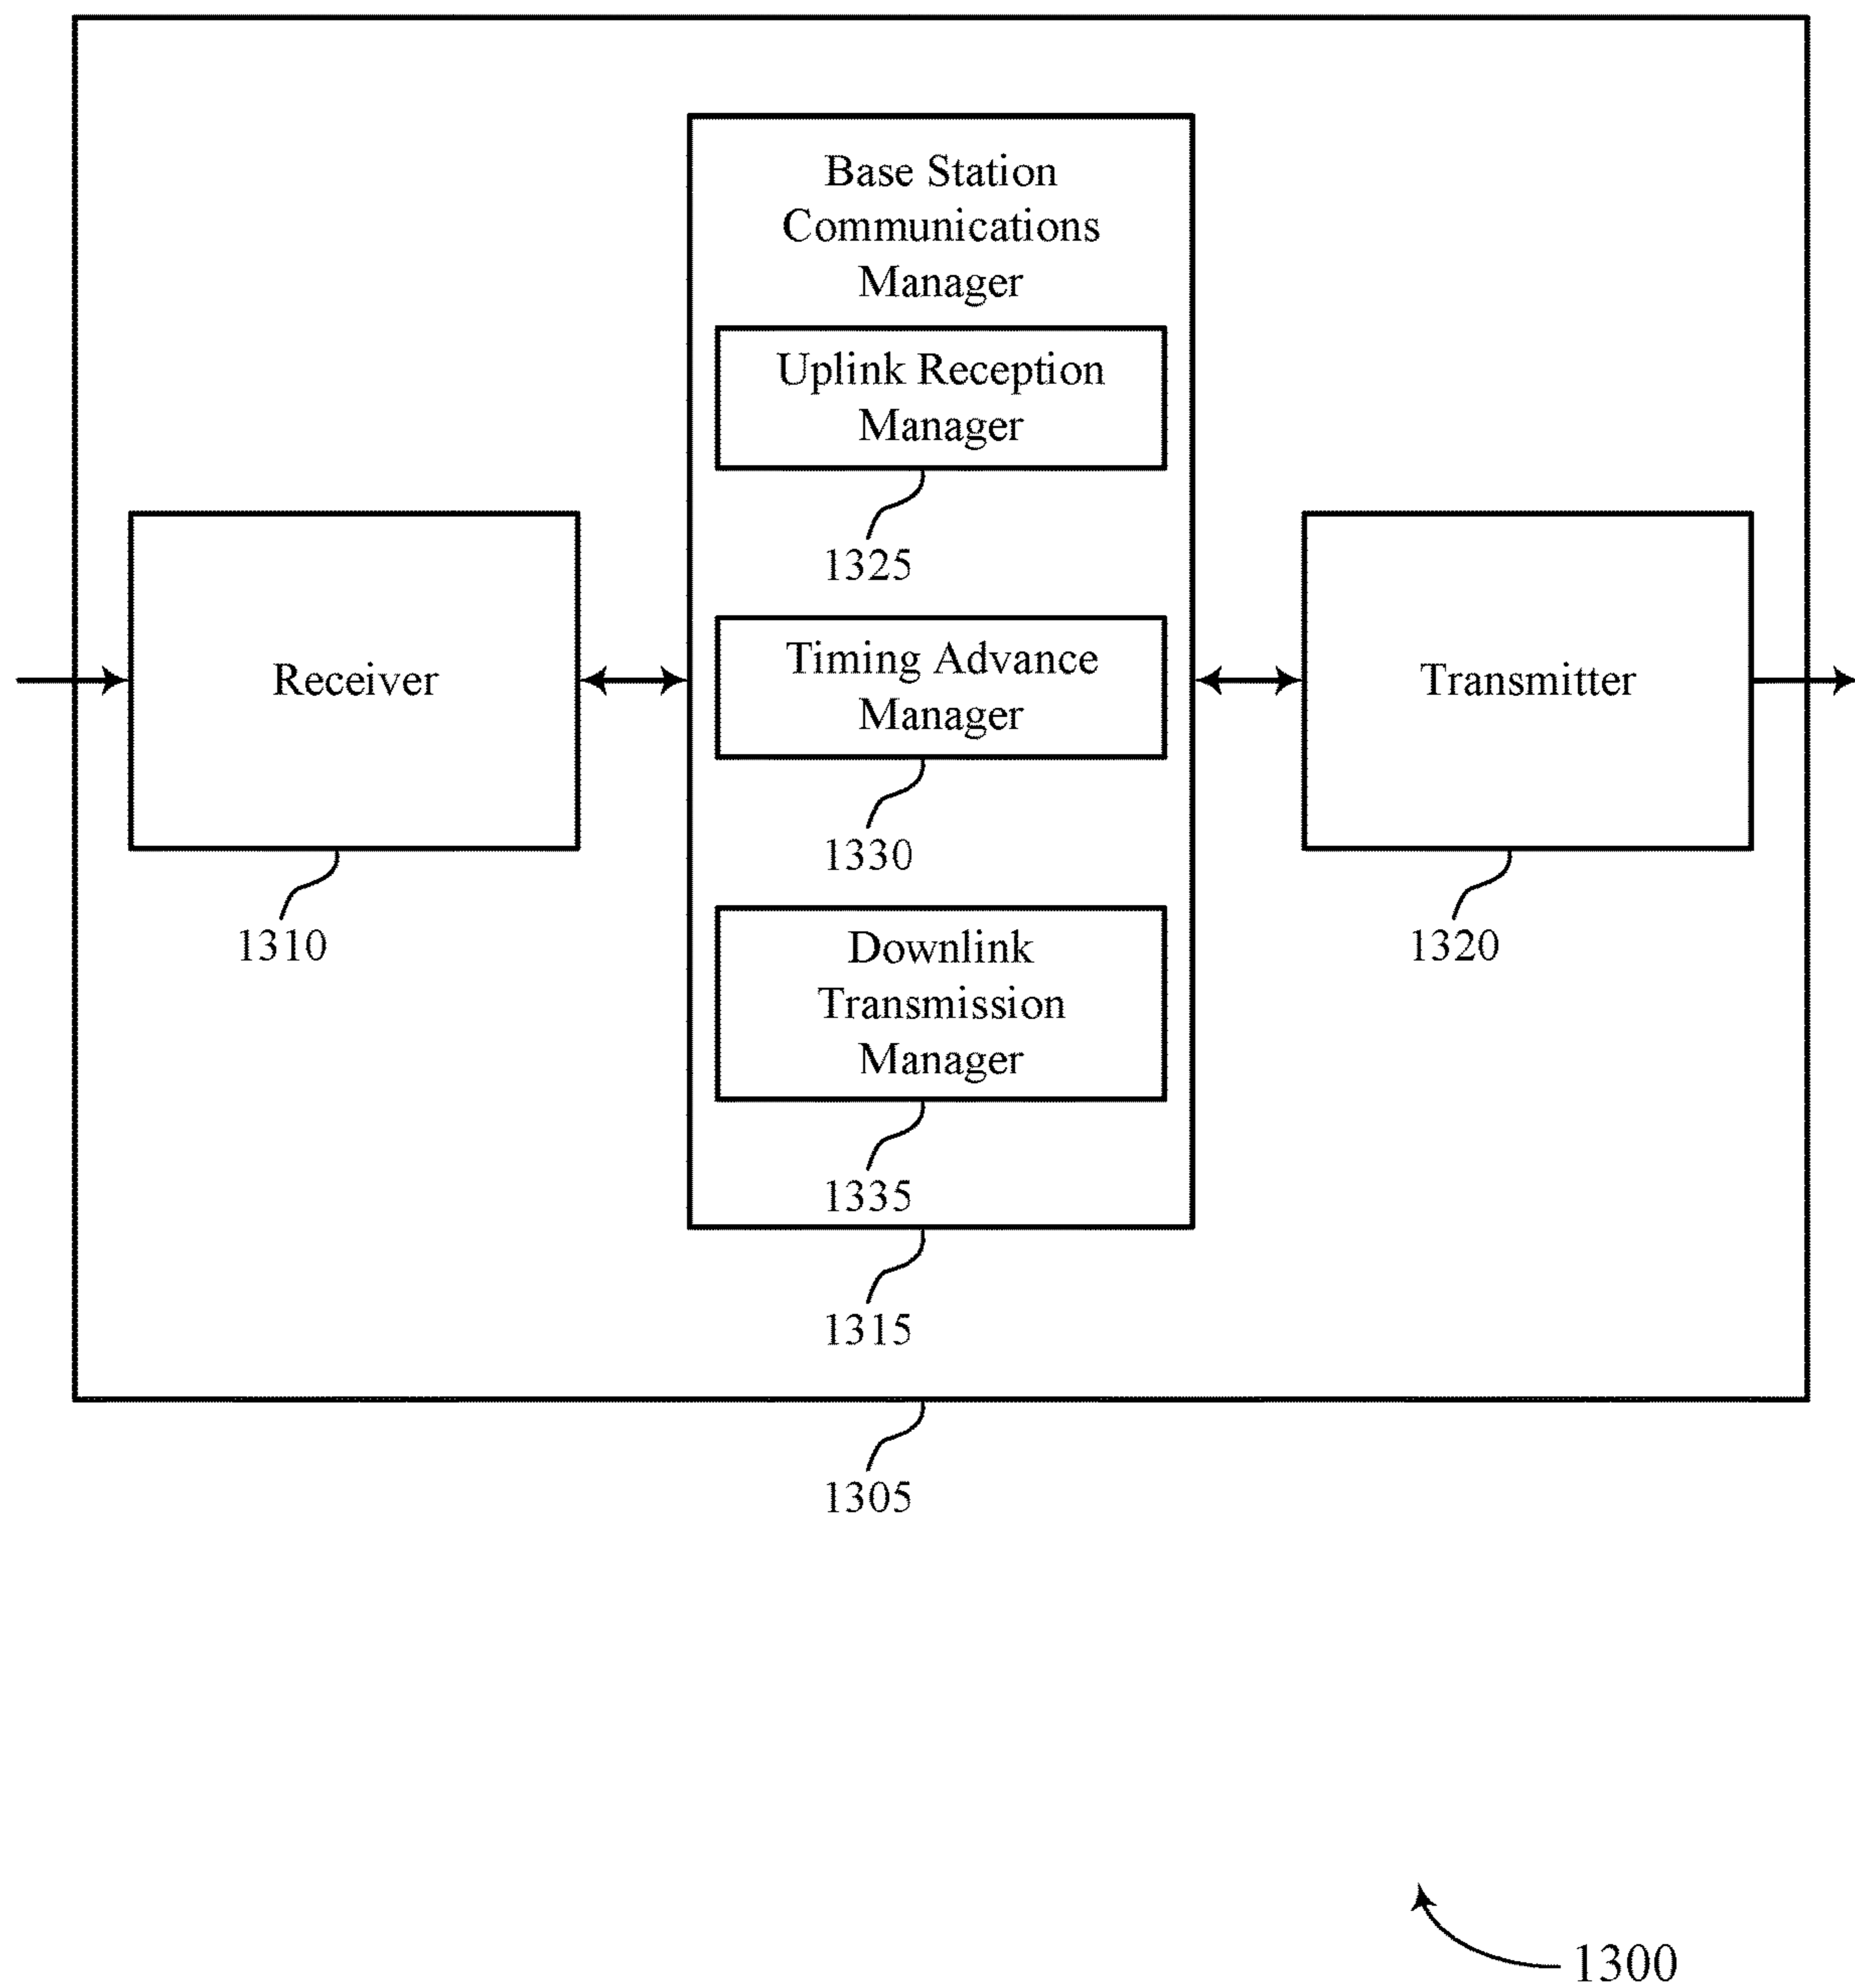 Base Station
Communications
Manager
Uplink Reception
Manager
1325
Receiver
1310
Timing Advance
Manager
1330
Transmitter
1320
Downlink
Transmission
Manager
1335
1315
1305
1300